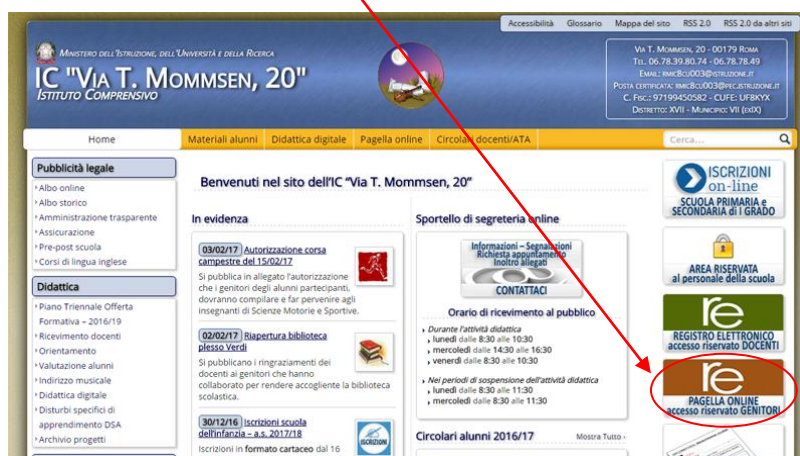 Accessibilità Glossario Mappa del sito RSS 2.0 RSS 2.0 da altri siti
Ministero dell'Istruzione, dell'Università e della Ricerca
IC "Via T. Mommsen, 20"
Istituto Comprensivo
Via T. Mommsen, 20 - 00179 Roma
Tel. 06.78.39.80.74 - 06.78.78.49
Email: rmic8cu003@istruzione.it
Posta certificata: rmic8cu003@pec.istruzione.it
C. Fisc.: 97199450582 - CUFE: UF8KYX
Distretto: XVII - Municipio: VII (exIX)
Home Materiali alunni Didattica digitale Pagella online Circolari docenti/ATA Cerca...
Pubblicità legale
Albo online
Albo storico
Amministrazione trasparente
Assicurazione
Pre-post scuola
Corsi di lingua inglese
Didattica
Piano Triennale Offerta
Formativa – 2016/19
Ricevimento docenti
Orientamento
Valutazione alunni
Indirizzo musicale
Didattica digitale
Disturbi specifici di
apprendimento DSA
Archivio progetti
Benvenuti nel sito dell'IC "Via T. Mommsen, 20"
In evidenza
03/02/17 Autorizzazione corsa
campestre del 15/02/17
Si pubblica in allegato l'autorizzazione
che i genitori degli alunni partecipanti,
dovranno compilare e far pervenire agli
insegnanti di Scienze Motorie e Sportive.
02/02/17 Riapertura biblioteca
plesso Verdi
Si pubblicano i ringraziamenti dei
docenti ai genitori che hanno
collaborato per rendere accogliente la biblioteca
scolastica.
30/12/16 Iscrizioni scuola
dell'infanzia – a.s. 2017/18
Iscrizioni in formato cartaceo dal 16
ISCRIZIONI
Sportello di segreteria online
Informazioni – Segnalazioni
Richiesta appuntamento
Inoltro allegati
CONTATTACI
Orario di ricevimento al pubblico
Durante l'attività didattica
lunedì dalle 8:30 alle 10:30
mercoledì dalle 14:30 alle 16:30
venerdì dalle 8:30 alle 10:30
Nei periodi di sospensione dell'attività didattica
lunedì dalle 8:30 alle 11:30
mercoledì dalle 8:30 alle 11:30
Circolari alunni 2016/17 Mostra Tutto ›
ISCRIZIONI
on-line
SCUOLA PRIMARIA e
SECONDARIA di I GRADO
AREA RISERVATA
al personale della scuola
re
REGISTRO ELETTRONICO
accesso riservato DOCENTI
re
PAGELLA ONLINE
accesso riservato GENITORI